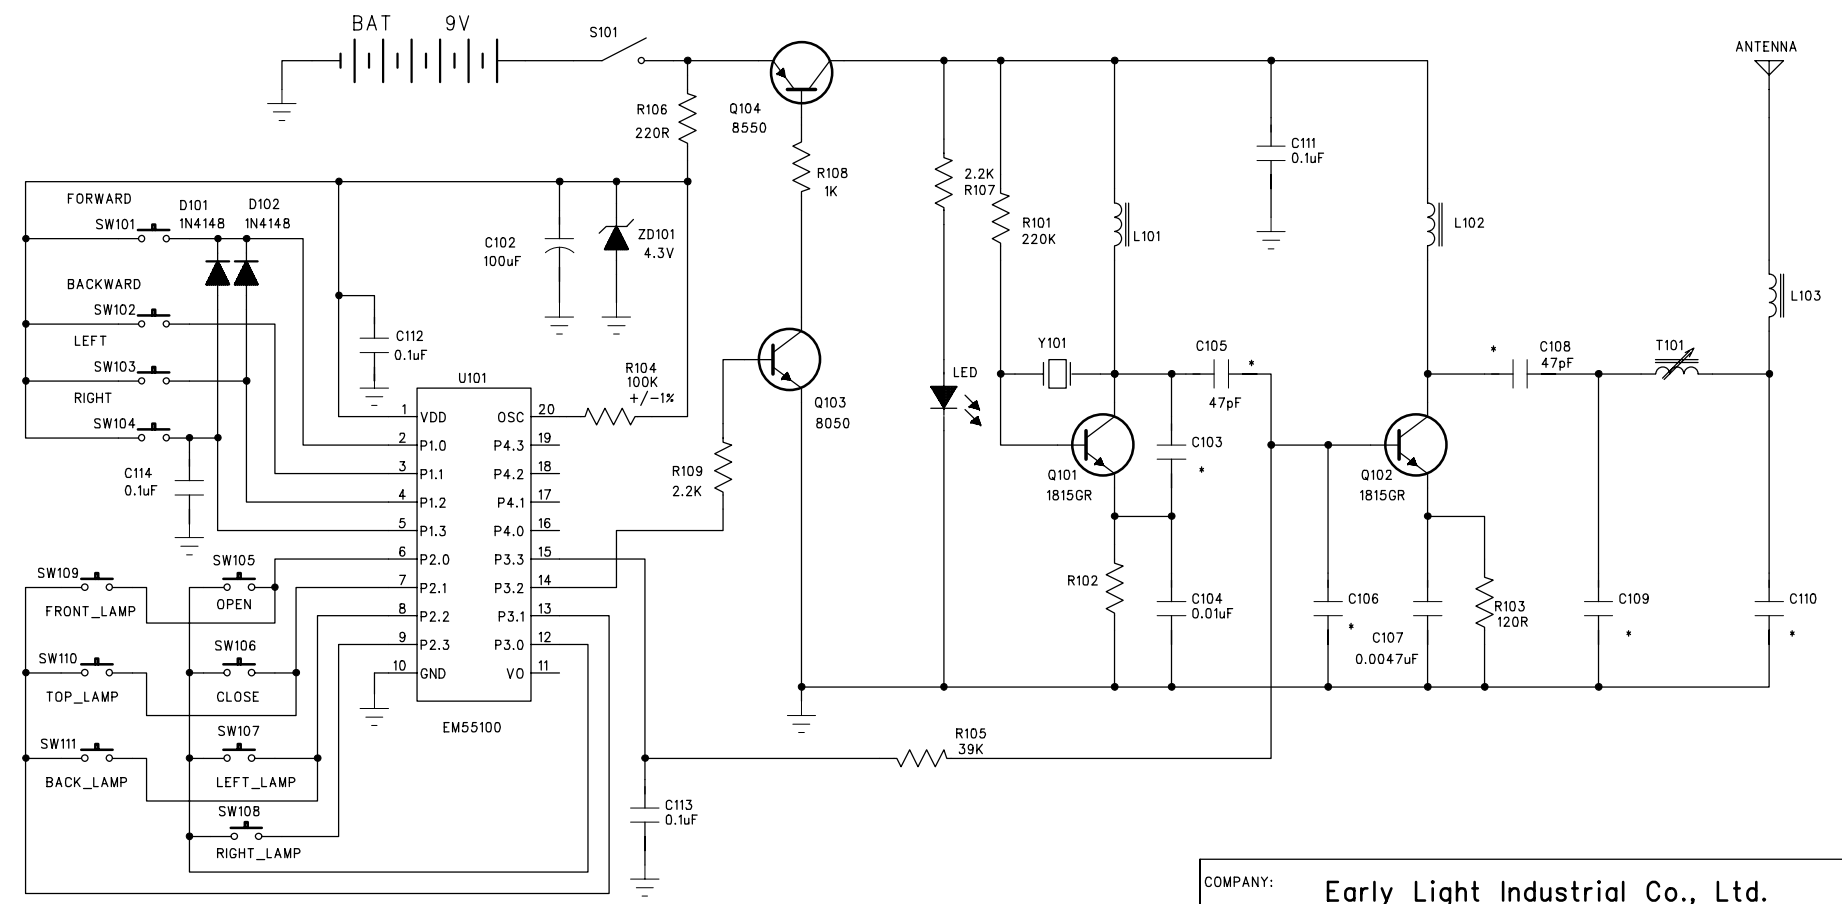 BAT 9V
S101
ANTENNA
R106
220R
Q104
8550
C111
0.1uF
R108
1K
2.2K
R107
FORWARD
SW101
D101
1N4148
D102
1N4148
C102
100uF
ZD101
4.3V
R101
220K
L101
L102
BACKWARD
SW102
L103
LEFT
SW103
C112
0.1uF
RIGHT
SW104
R104
100K
+/-1%
U101
Q103
8050
LED
Y101
C105
*
47pF
*
C108
47pF
T101
1 VDD OSC 20
2 P1.0 P4.3 19
3 P1.1 P4.2 18
4 P1.2 P4.1 17
5 P1.3 P4.0 16
6 P2.0 P3.3 15
7 P2.1 P3.2 14
8 P2.2 P3.1 13
9 P2.3 P3.0 12
10 GND VO 11
EM55100
C114
0.1uF
R109
2.2K
Q101
1815GR
C103
*
Q102
1815GR
SW109
FRONT_LAMP
SW105
OPEN
SW110
TOP_LAMP
SW106
CLOSE
SW111
BACK_LAMP
SW107
LEFT_LAMP
SW108
RIGHT_LAMP
R102
C104
0.01uF
C106
*
C107
0.0047uF
R103
120R
C109
*
C110
*
R105
39K
C113
0.1uF
COMPANY: Early Light Industrial Co., Ltd.